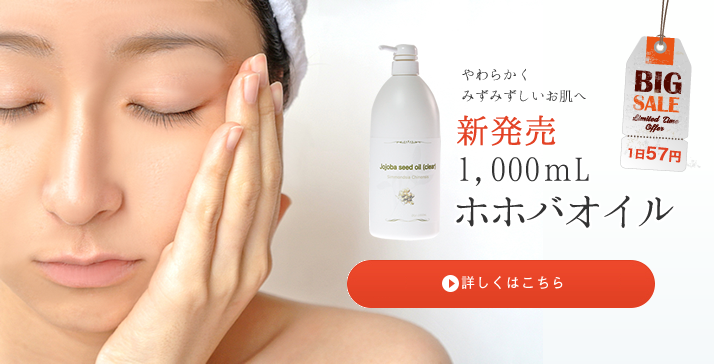 やわらかく
みずみずしいお肌へ
新発売
1,000mL
ホホバオイル
BIG
SALE
Limited Time
Offer
1日57円
Jojoba seed oil (clear)
詳しくはこちら